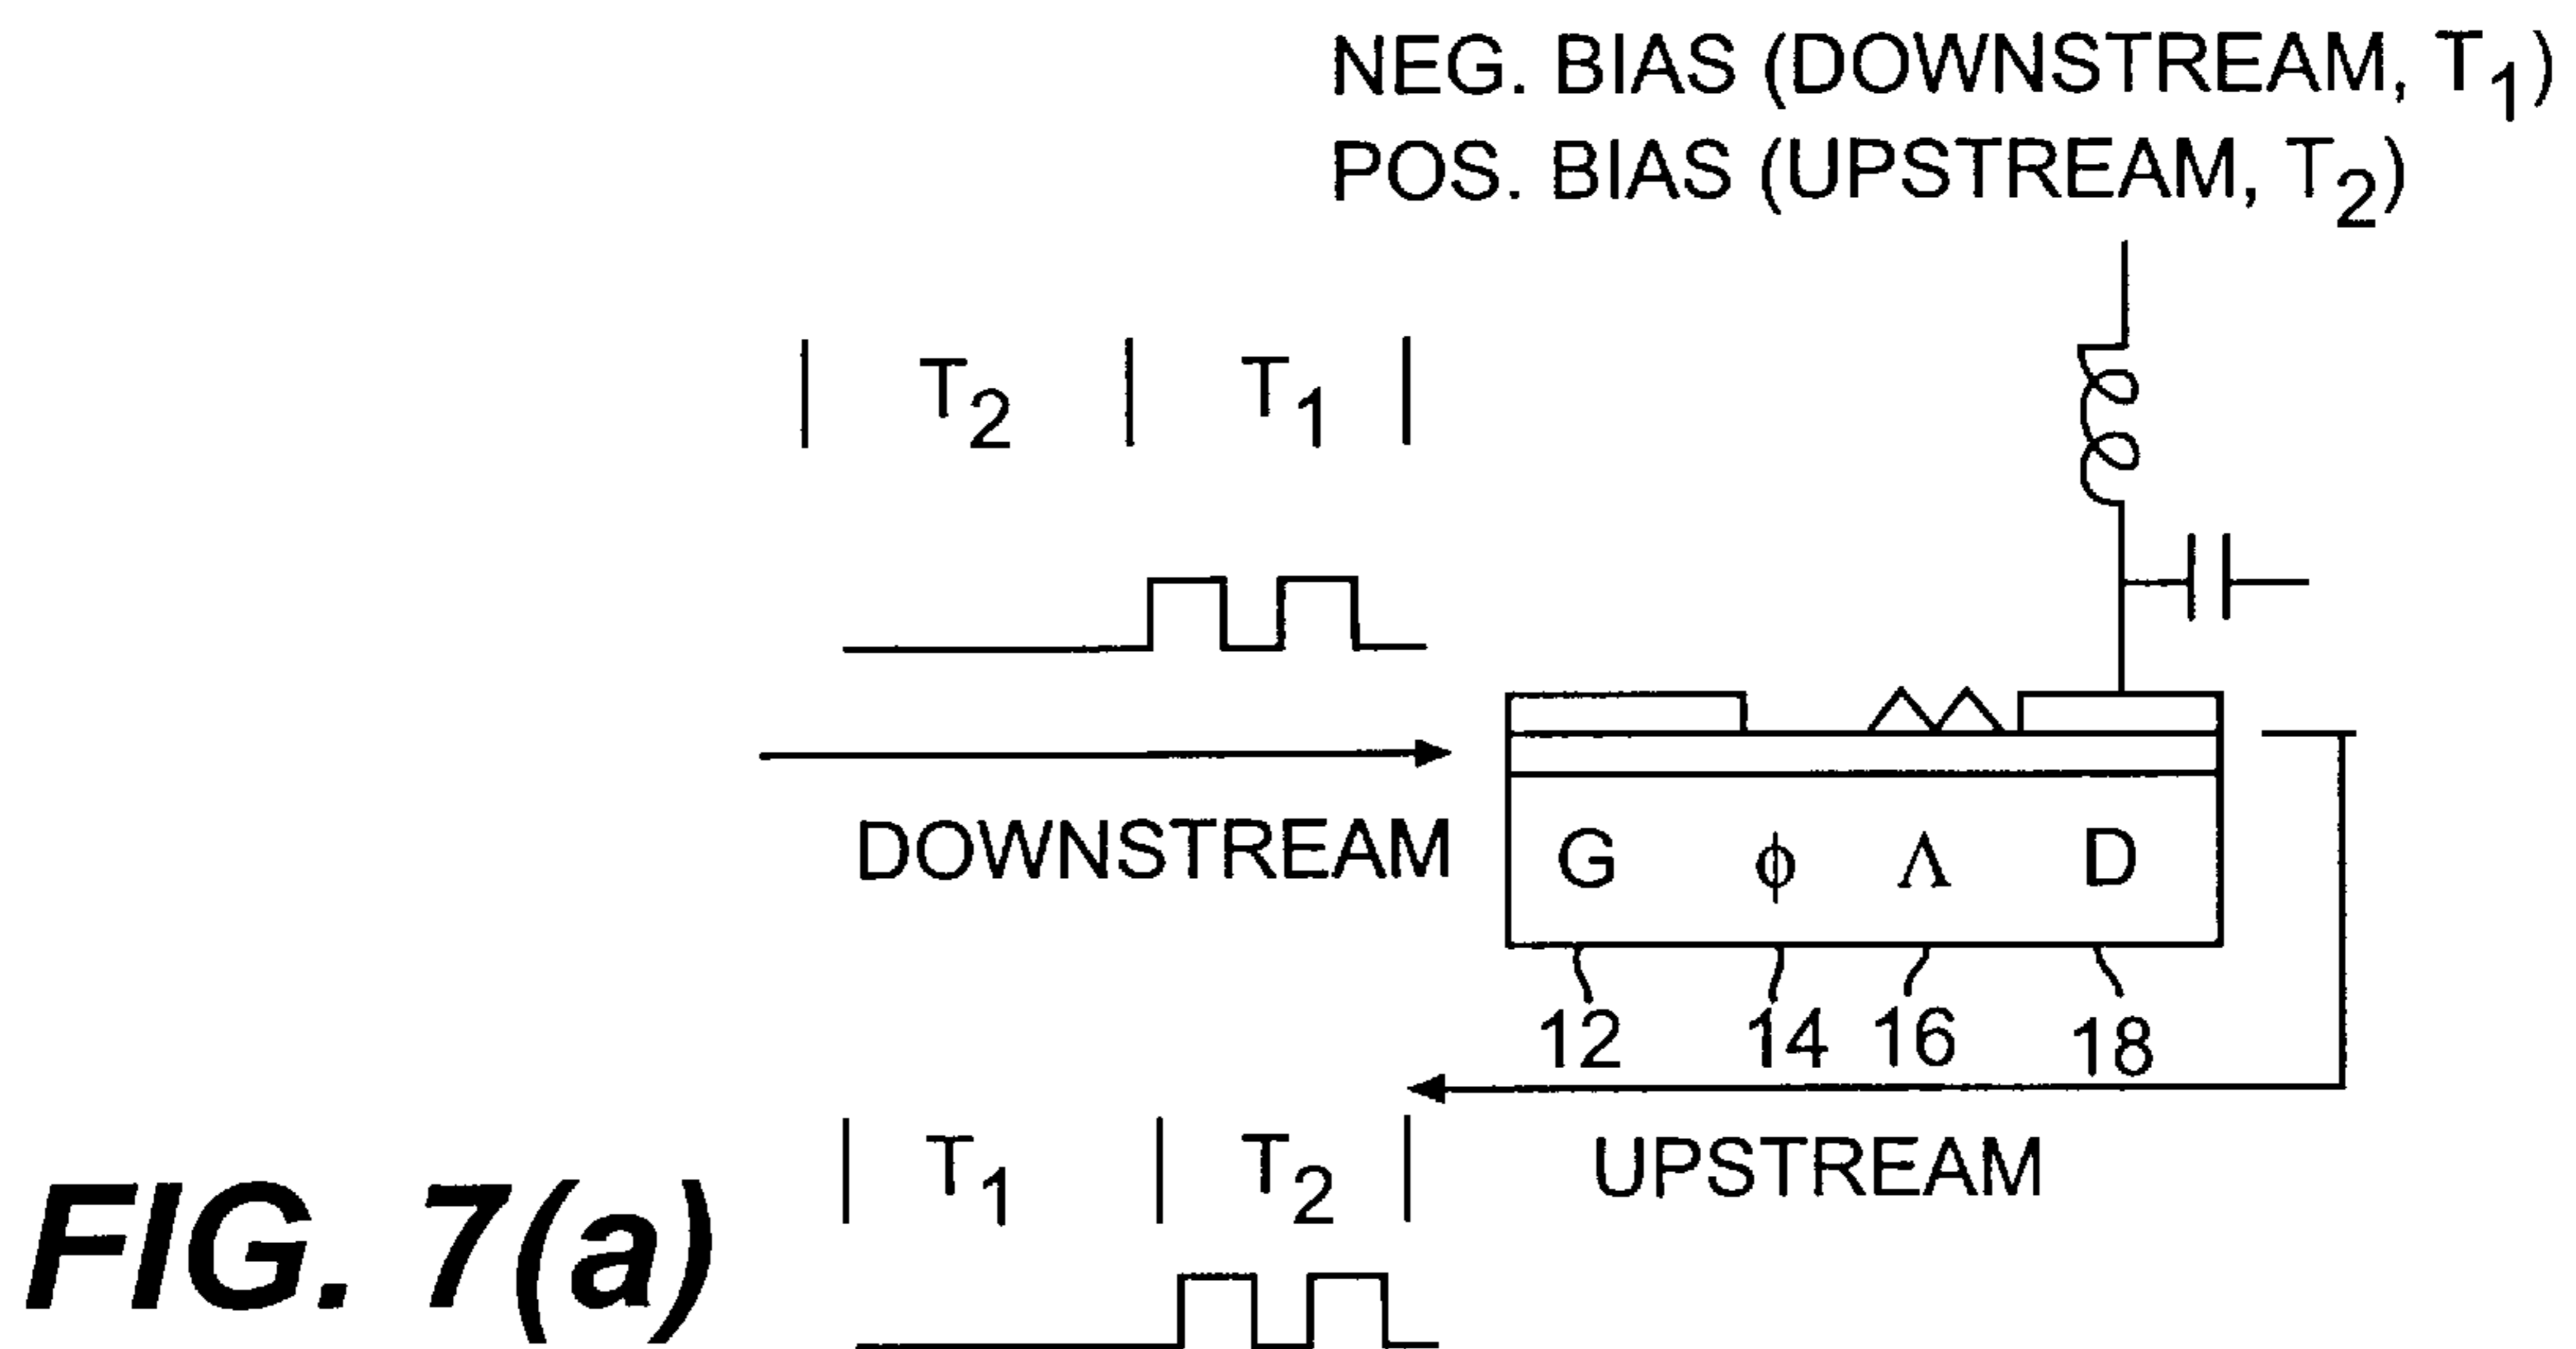 NEG. BIAS (DOWNSTREAM, T1)
POS. BIAS (UPSTREAM, T2)
T2 T1
DOWNSTREAM
G ϕ Λ D
12 14 16 18
UPSTREAM
T1 T2
FIG. 7(a)